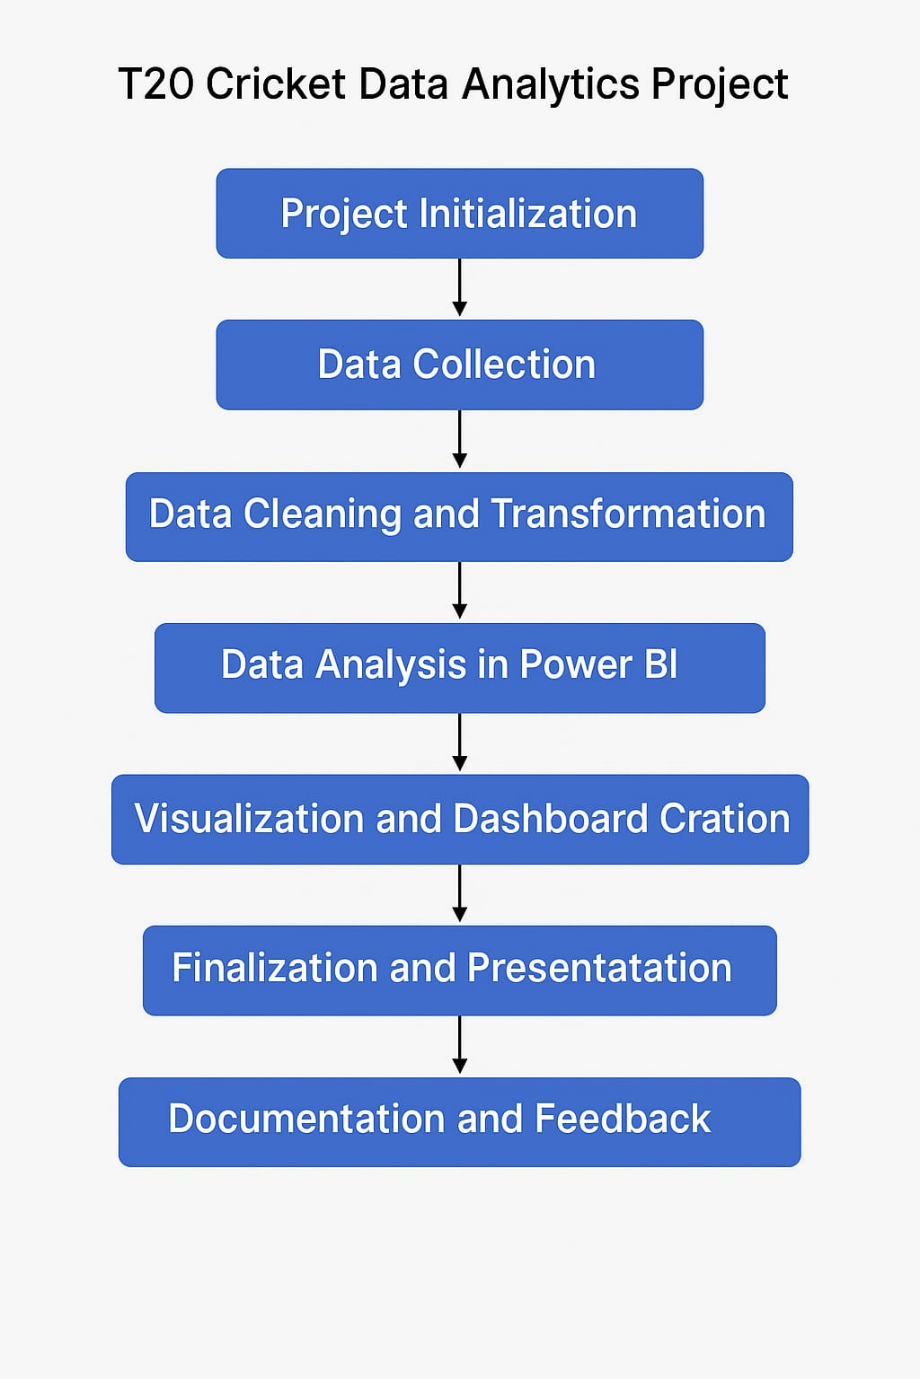 T20 Cricket Data Analytics Project
Project Initialization
Data Collection
Data Cleaning and Transformation
Data Analysis in Power BI
Visualization and Dashboard Cration
Finalization and Presentatation
Documentation and Feedback